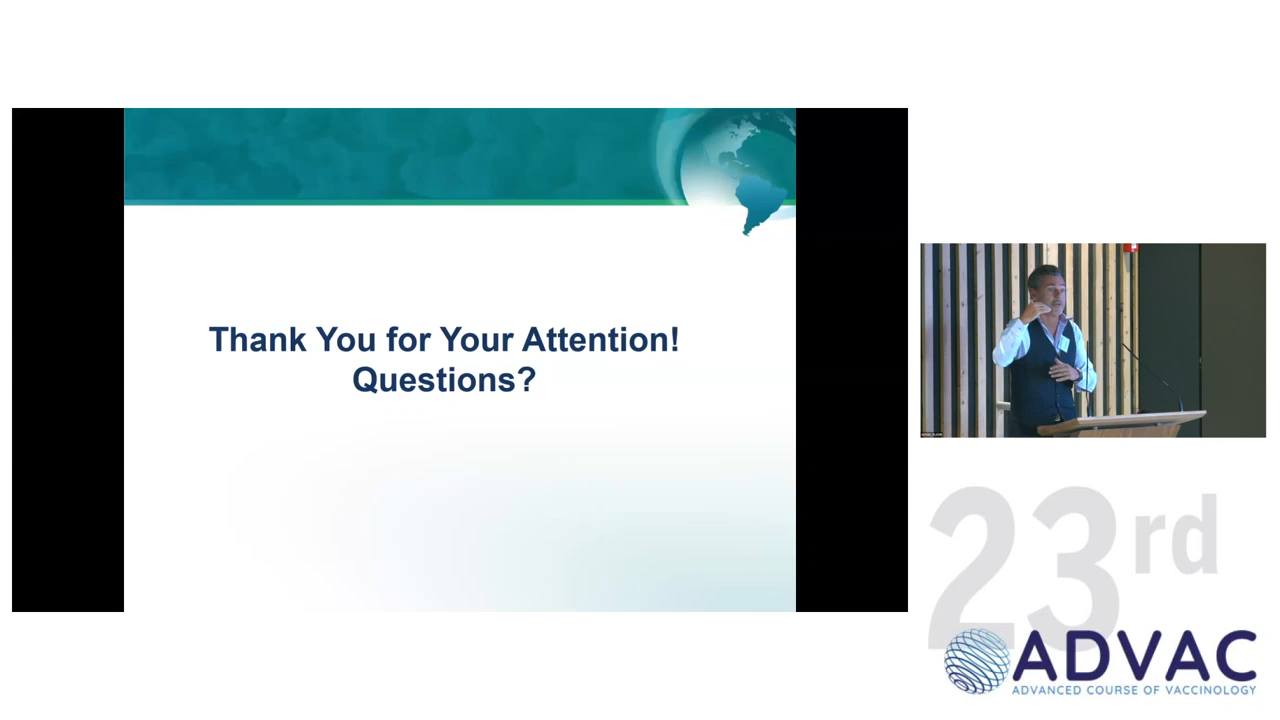 Thank You for Your Attention!
Questions?
23rd
ADVAC
ADVANCED COURSE OF VACCINOLOGY